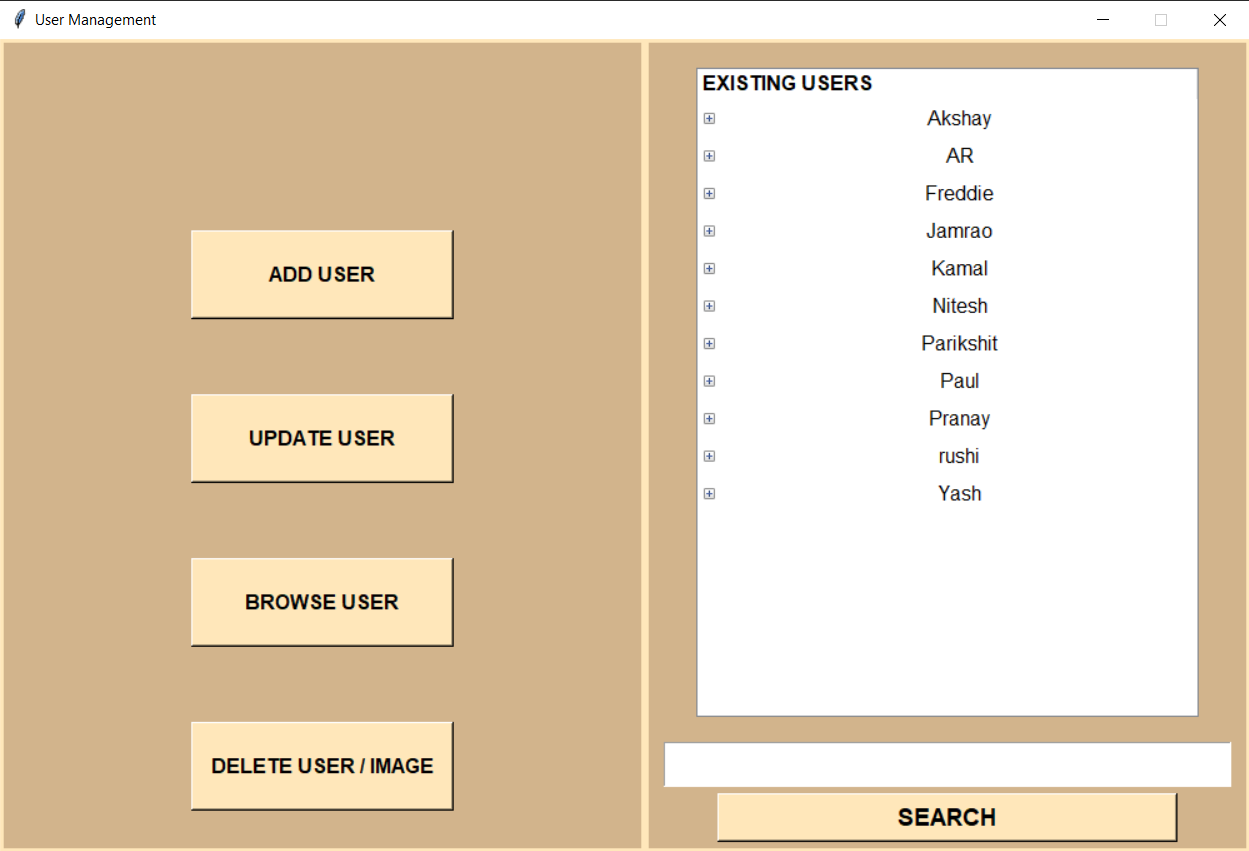 User Management
ADD USER
UPDATE USER
BROWSE USER
DELETE USER / IMAGE
EXISTING USERS
Akshay
AR
Freddie
Jamrao
Kamal
Nitesh
Parikshit
Paul
Pranay
rushi
Yash
SEARCH